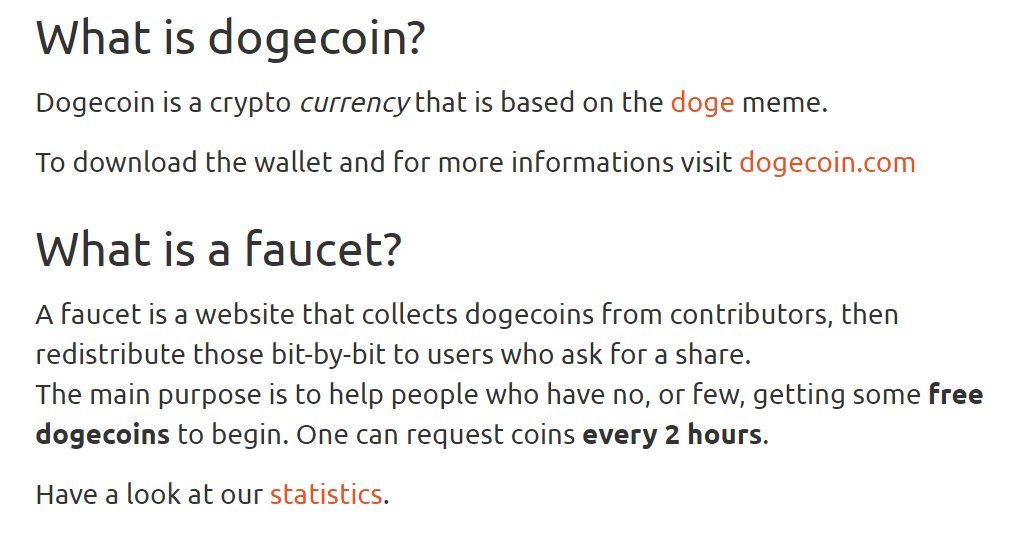 What is dogecoin?
Dogecoin is a crypto currency that is based on the doge meme.
To download the wallet and for more informations visit dogecoin.com
What is a faucet?
A faucet is a website that collects dogecoins from contributors, then
redistribute those bit-by-bit to users who ask for a share.
The main purpose is to help people who have no, or few, getting some free
dogecoins to begin. One can request coins every 2 hours.
Have a look at our statistics.